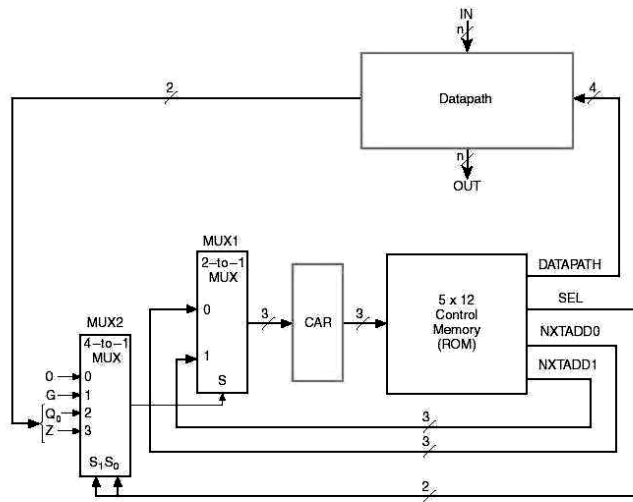 IN
n
2
Datapath
4
n
OUT
MUX1
2-to-1
MUX
0
1
S
3
CAR
3
5 x 12
Control
Memory
(ROM)
DATAPATH
SEL
NXTADD0
NXTADD1
MUX2
4-to-1
MUX
0 0
G 1
Q0 2
Z 3
S1S0
3
3
2